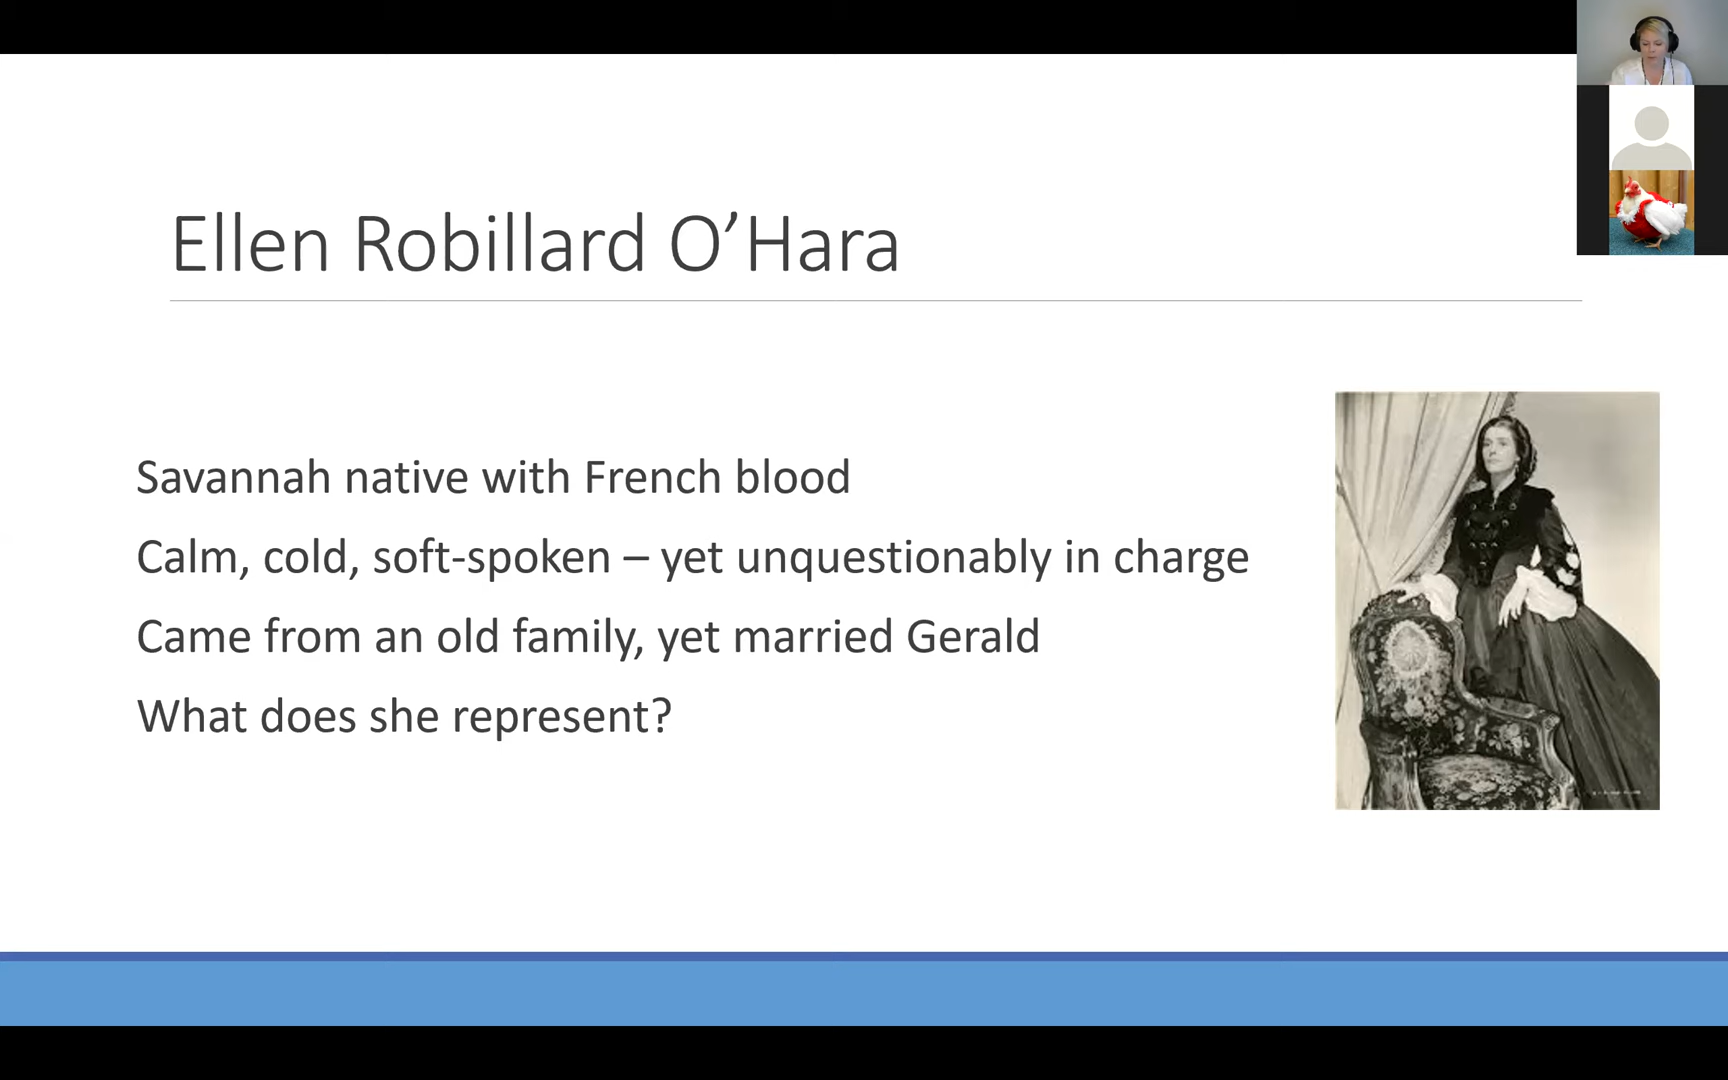 Ellen Robillard O’Hara
Savannah native with French blood
Calm, cold, soft-spoken – yet unquestionably in charge
Came from an old family, yet married Gerald
What does she represent?